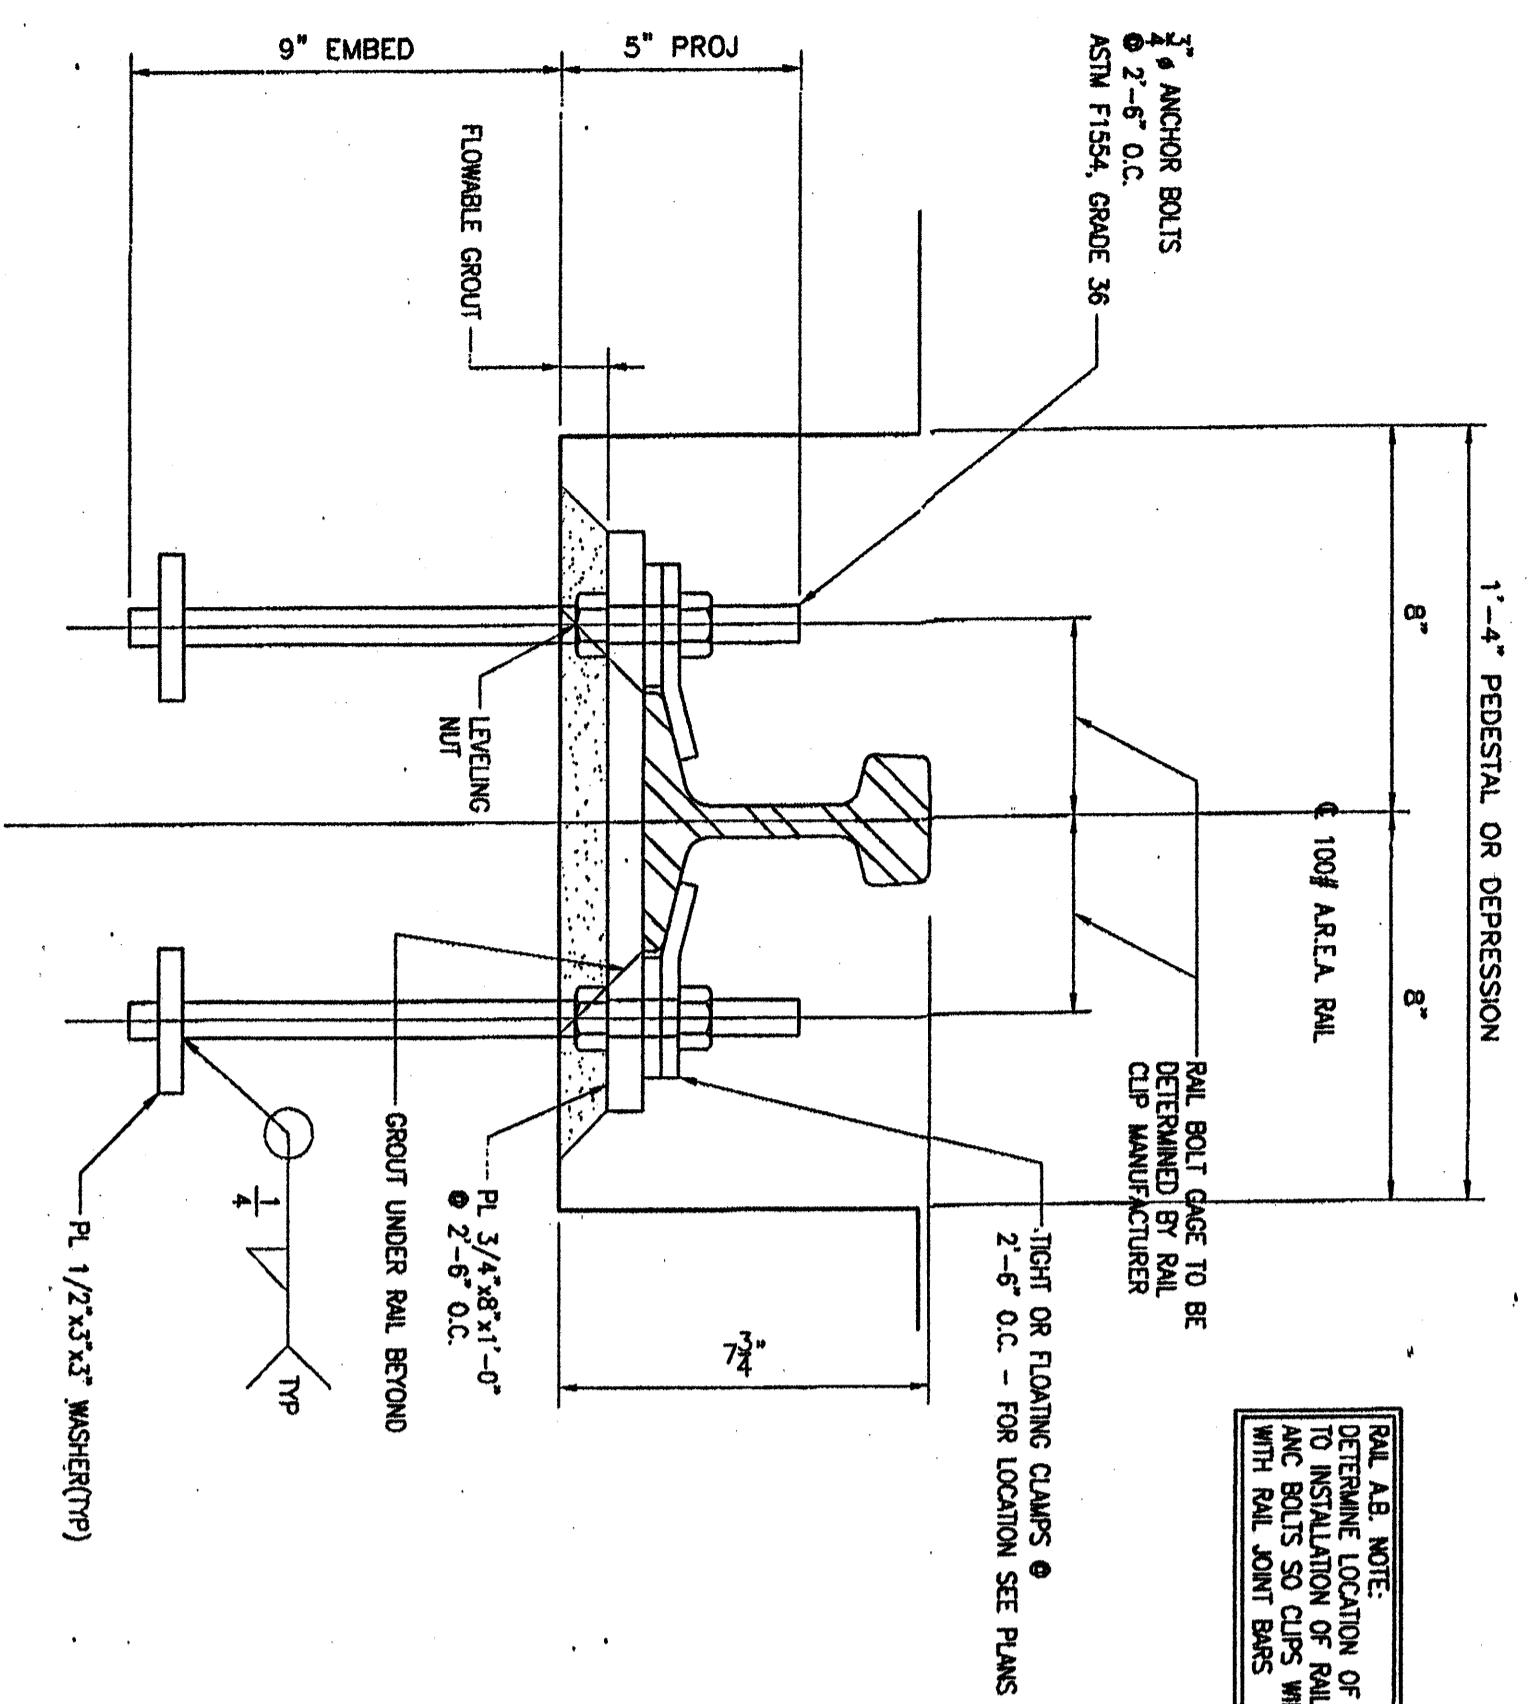 1'-4" PEDESTAL OR DEPRESSION
8"
8"
℄ 100# A.R.E.A. RAIL
3/4" ø ANCHOR BOLTS
@ 2'-6" O.C.
ASTM F1554, GRADE 36
RAIL BOLT GAGE TO BE
DETERMINED BY RAIL
CLIP MANUFACTURER
TIGHT OR FLOATING CLAMPS @
2'-6" O.C. - FOR LOCATION SEE PLANS
RAIL A.B. NOTE:
DETERMINE LOCATION OF
TO INSTALLATION OF RAIL
ANC BOLTS SO CLIPS
WITH RAIL JOINT BARS
5" PROJ
9" EMBED
7 3/4"
FLOWABLE GROUT
LEVELING
NUT
PL 3/4"x8"x1'-0"
@ 2'-6" O.C.
GROUT UNDER RAIL BEYOND
1/4
TYP
PL 1/2"x3"x3" WASHER(TYP)